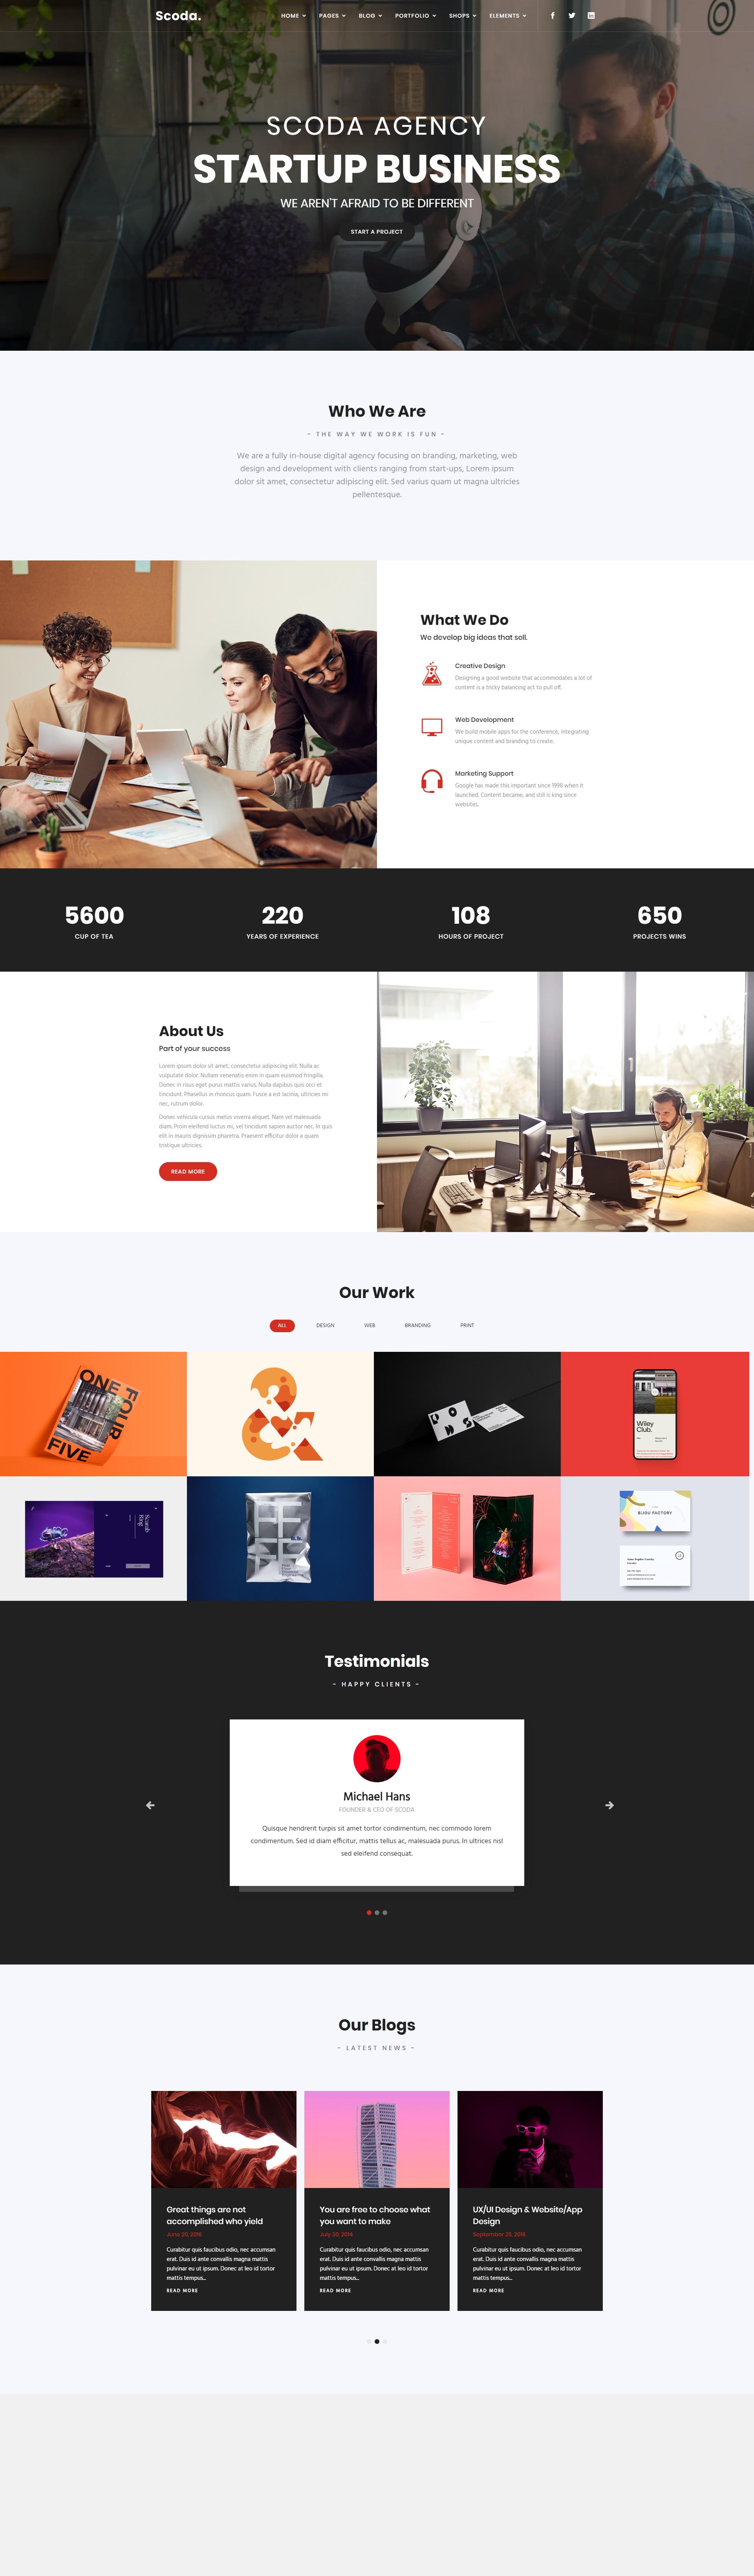 Scoda.
HOME PAGES BLOG PORTFOLIO SHOPS ELEMENTS
SCODA AGENCY
STARTUP BUSINESS
WE AREN'T AFRAID TO BE DIFFERENT
START A PROJECT
Who We Are
- THE WAY WE WORK IS FUN -
We are a fully in-house digital agency focusing on branding, marketing, web
design and development with clients ranging from start-ups, Lorem ipsum
dolor sit amet, consectetur adipiscing elit. Sed varius quam ut magna ultricies
pellentesque.
What We Do
We develop big ideas that sell.
Creative Design
Designing a good website that accommodates a lot of
content is a tricky balancing act to pull off.
Web Development
We build mobile apps for the conference, integrating
unique content and branding to create.
Marketing Support
Google has made this important since 1998 when it
launched. Content became, and still is king since
websites.
5600 220 108 650
CUP OF TEA YEARS OF EXPERIENCE HOURS OF PROJECT PROJECTS WINS
About Us
Part of your success
Lorem ipsum dolor sit amet, consectetur adipiscing elit. Nulla ac
vulputate dolor. Nullam venenatis enim in quam euismod fringilla.
Donec in risus eget purus mattis varius. Nulla dapibus quis orci et
tincidunt. Phasellus in rhoncus quam. Fusce a est lacinia, ultricies mi
nec, rutrum dolor.
Donec vehicula cursus metus viverra aliquet. Nam vel malesuada
diam. Proin eleifend luctus mi, vel tincidunt sapien auctor nec. In quis
elit in mauris dignissim pharetra. Praesent efficitur dolor a quam
tristique ultricies.
READ MORE
Our Work
ALL DESIGN WEB BRANDING PRINT
ONE FOUR
FIVE
Wiley
Club.
Scarab
Ring
BIJOU FACTORY
Testimonials
- HAPPY CLIENTS -
Michael Hans
FOUNDER & CEO OF SCODA
Quisque hendrerit turpis sit amet tortor condimentum, nec commodo lorem
condimentum. Sed id diam efficitur, mattis tellus ac, malesuada purus. In ultrices nisl
sed eleifend consequat.
Our Blogs
- LATEST NEWS -
Great things are not
accomplished who yield
June 20, 2016
Curabitur quis faucibus odio, nec accumsan
erat. Duis id ante convallis magna mattis
pulvinar eu ut ipsum. Donec at leo id tortor
mattis tempus...
READ MORE
You are free to choose what
you want to make
July 30, 2014
Curabitur quis faucibus odio, nec accumsan
erat. Duis id ante convallis magna mattis
pulvinar eu ut ipsum. Donec at leo id tortor
mattis tempus...
READ MORE
UX/UI Design & Website/App
Design
September 25, 2016
Curabitur quis faucibus odio, nec accumsan
erat. Duis id ante convallis magna mattis
pulvinar eu ut ipsum. Donec at leo id tortor
mattis tempus...
READ MORE